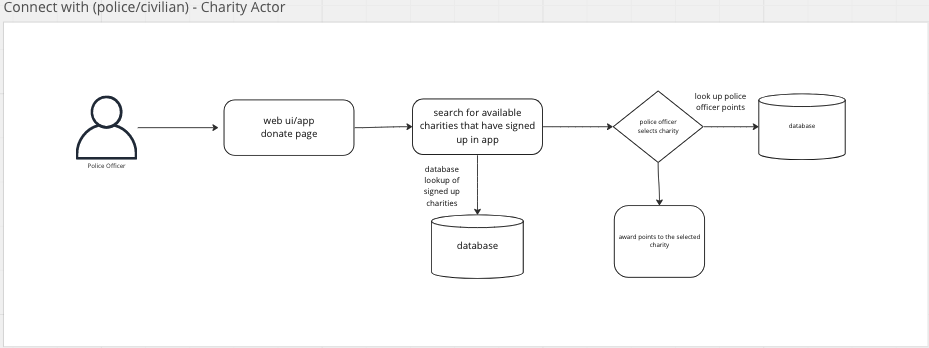 Connect with (police/civilian) - Charity Actor
Police Officer
web ui/app
donate page
search for available
charities that have signed
up in app
database
lookup of
signed up
charities
database
police officer
selects charity
look up police
officer points
database
award points to the selected
charity